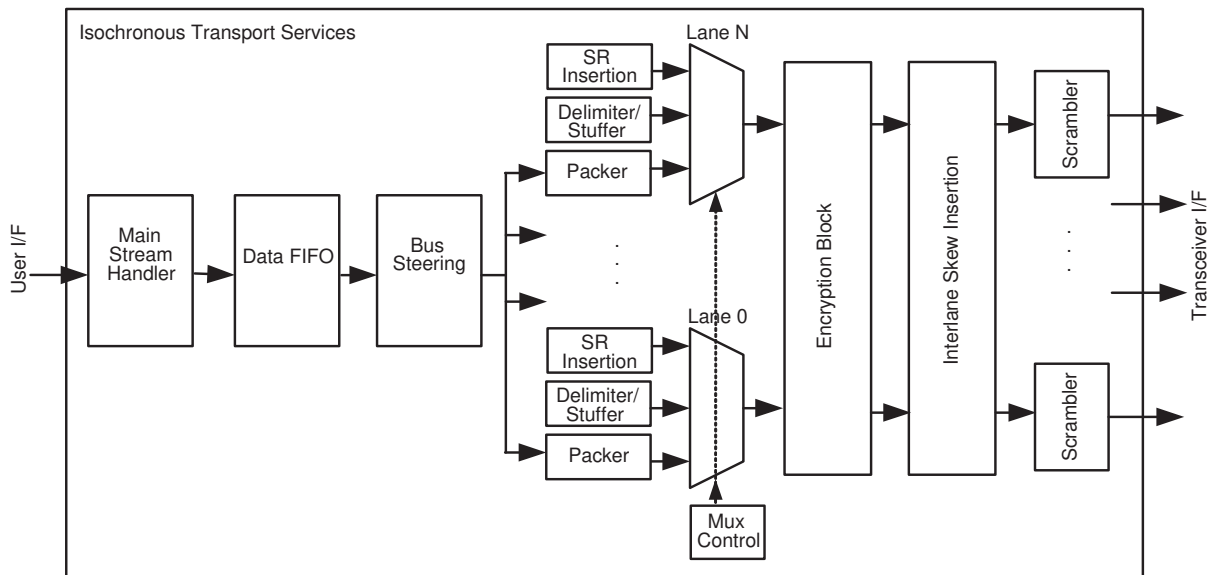 Isochronous Transport Services
Lane N
SR
Insertion
Delimiter/
Stuffer
Packer
User I/F
Main
Stream
Handler
Data FIFO
Bus
Steering
Lane 0
SR
Insertion
Delimiter/
Stuffer
Packer
Mux
Control
Encryption Block
Interlane Skew Insertion
Scrambler
Scrambler
Transceiver I/F